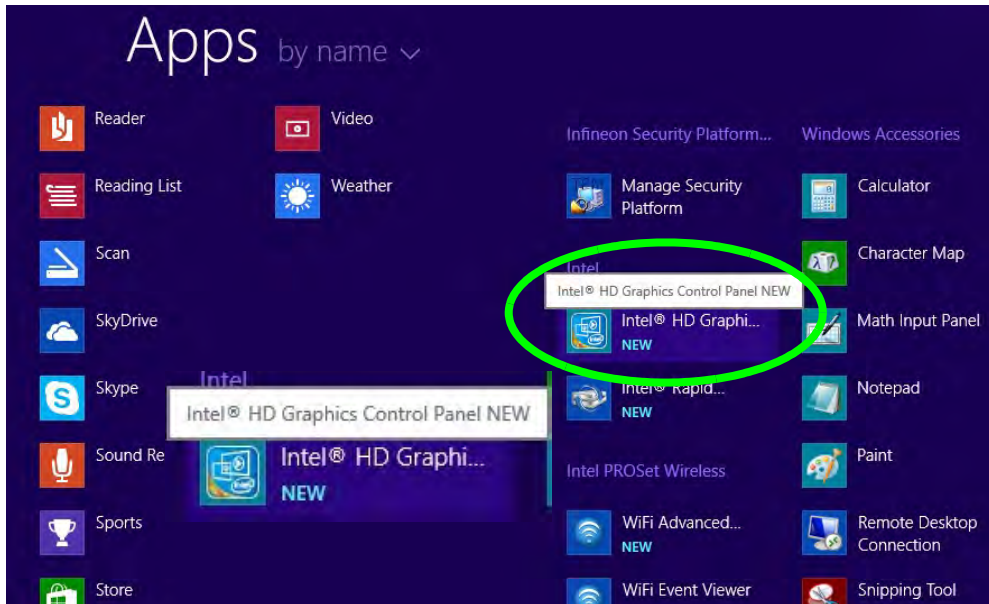 Apps by name
Reader
Reading List
Scan
SkyDrive
Skype
Sound Re
Sports
Store
Video
Weather
Intel
Intel® HD Graphics Control Panel NEW
Intel® HD Graphi...
NEW
Infineon Security Platform...
Manage Security
Platform
Intel
Intel® HD Graphics Control Panel NEW
Intel® HD Graphi...
NEW
Intel® Rapid...
NEW
Intel PROSet Wireless
WiFi Advanced...
NEW
WiFi Event Viewer
Windows Accessories
Calculator
Character Map
Math Input Panel
Notepad
Paint
Remote Desktop
Connection
Snipping Tool